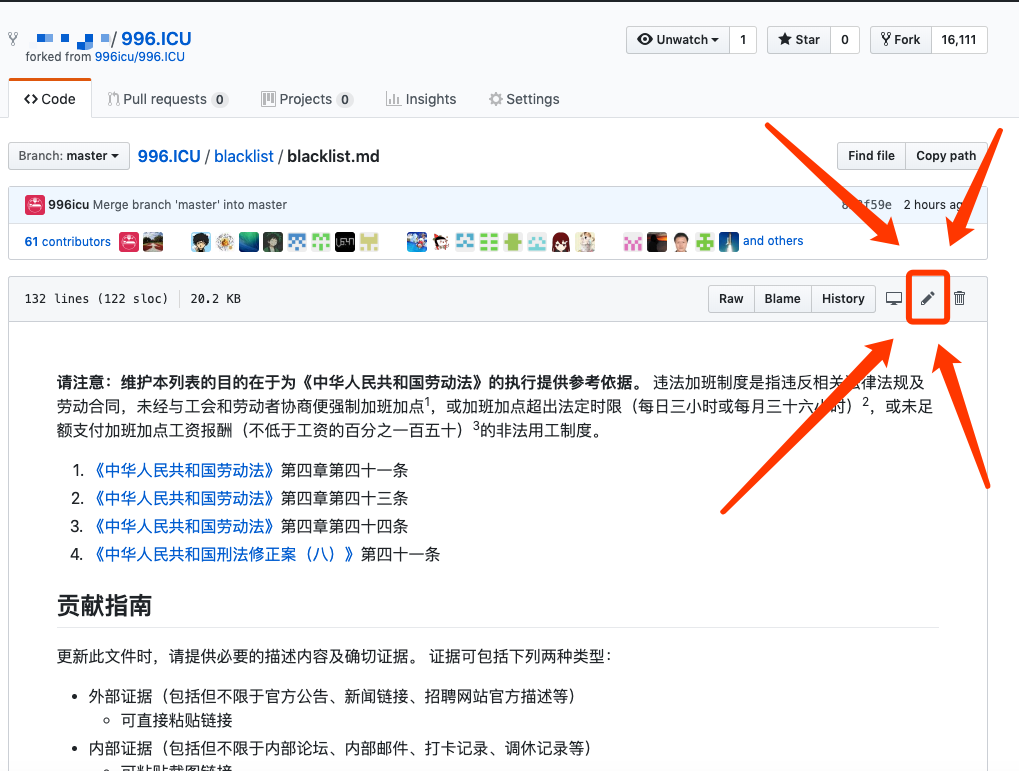 / 996.ICU
forked from 996icu/996.ICU
Unwatch 1 Star 0 Fork 16,111
Code Pull requests 0 Projects 0 Insights Settings
Branch: master 996.ICU / blacklist / blacklist.md Find file Copy path
996icu Merge branch 'master' into master f59e 2 hours
61 contributors and others
132 lines (122 sloc) 20.2 KB Raw Blame History
请注意：维护本列表的目的在于为《中华人民共和国劳动法》的执行提供参考依据。 违法加班制度是指违反相关法律法规及
劳动合同，未经与工会和劳动者协商便强制加班加点1，或加班加点超出法定时限（每日三小时或每月三十六小时）2，或未足
额支付加班加点工资报酬（不低于工资的百分之一百五十）3的非法用工制度。
1. 《中华人民共和国劳动法》第四章第四十一条
2. 《中华人民共和国劳动法》第四章第四十三条
3. 《中华人民共和国劳动法》第四章第四十四条
4. 《中华人民共和国刑法修正案（八）》第四十一条
贡献指南
更新此文件时，请提供必要的描述内容及确切证据。 证据可包括下列两种类型：
• 外部证据（包括但不限于官方公告、新闻链接、招聘网站官方描述等）
◦ 可直接粘贴链接
• 内部证据（包括但不限于内部论坛、内部邮件、打卡记录、调休记录等）
◦ 可粘贴截图链接